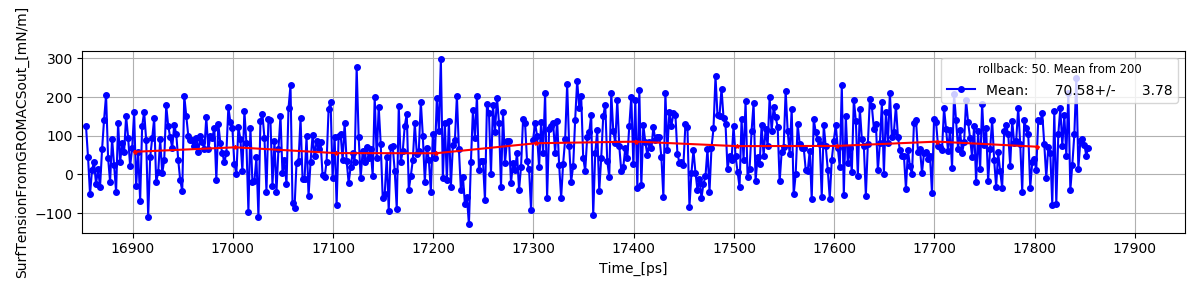 SurfTensionFromGROMACSout_[mN/m]
300
200
100
0
−100
rollback: 50. Mean from 200
Mean: 70.58+/- 3.78
16900 17000 17100 17200 17300 17400 17500 17600 17700 17800 17900
Time_[ps]